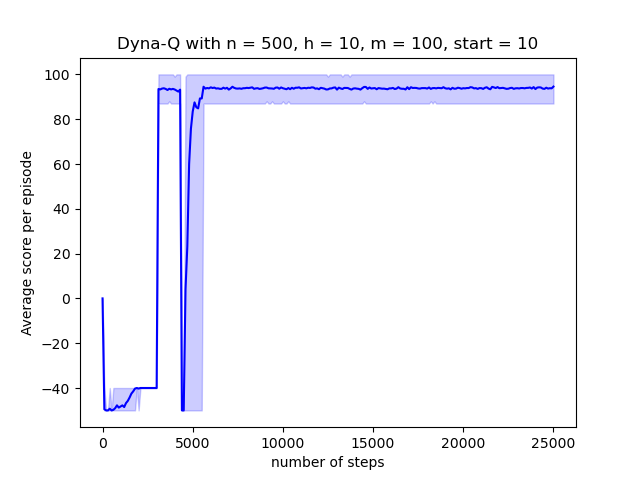 Dyna-Q with n = 500, h = 10, m = 100, start = 10
Average score per episode
100
80
60
40
20
0
−20
−40
0 5000 10000 15000 20000 25000
number of steps